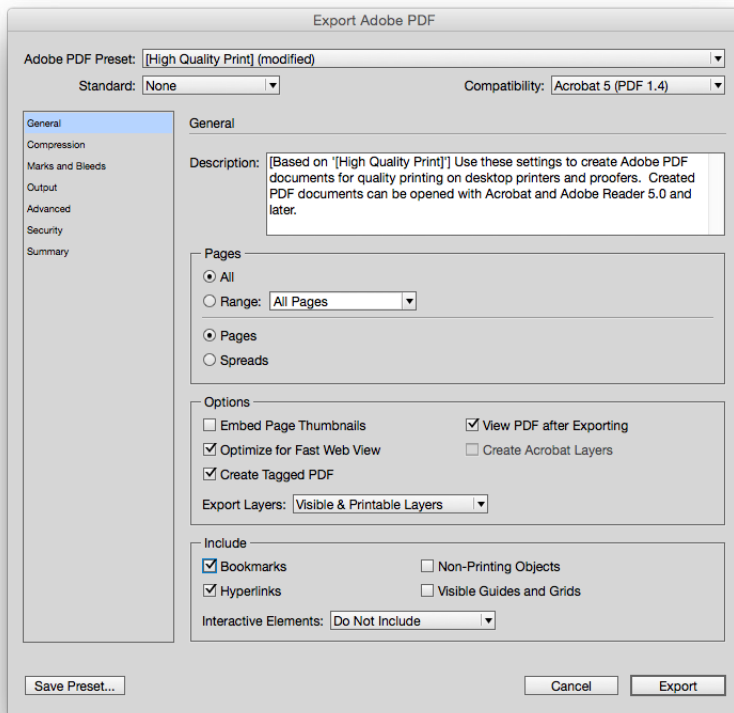 Export Adobe PDF
Adobe PDF Preset: [High Quality Print] (modified)
Standard: None Compatibility: Acrobat 5 (PDF 1.4)
General
Compression
Marks and Bleeds
Output
Advanced
Security
Summary
General
Description: [Based on '[High Quality Print]'] Use these settings to create Adobe PDF
documents for quality printing on desktop printers and proofers. Created
PDF documents can be opened with Acrobat and Adobe Reader 5.0 and
later.
Pages
All
Range: All Pages
Pages
Spreads
Options
Embed Page Thumbnails View PDF after Exporting
Optimize for Fast Web View Create Acrobat Layers
Create Tagged PDF
Export Layers: Visible & Printable Layers
Include
Bookmarks Non-Printing Objects
Hyperlinks Visible Guides and Grids
Interactive Elements: Do Not Include
Save Preset... Cancel Export